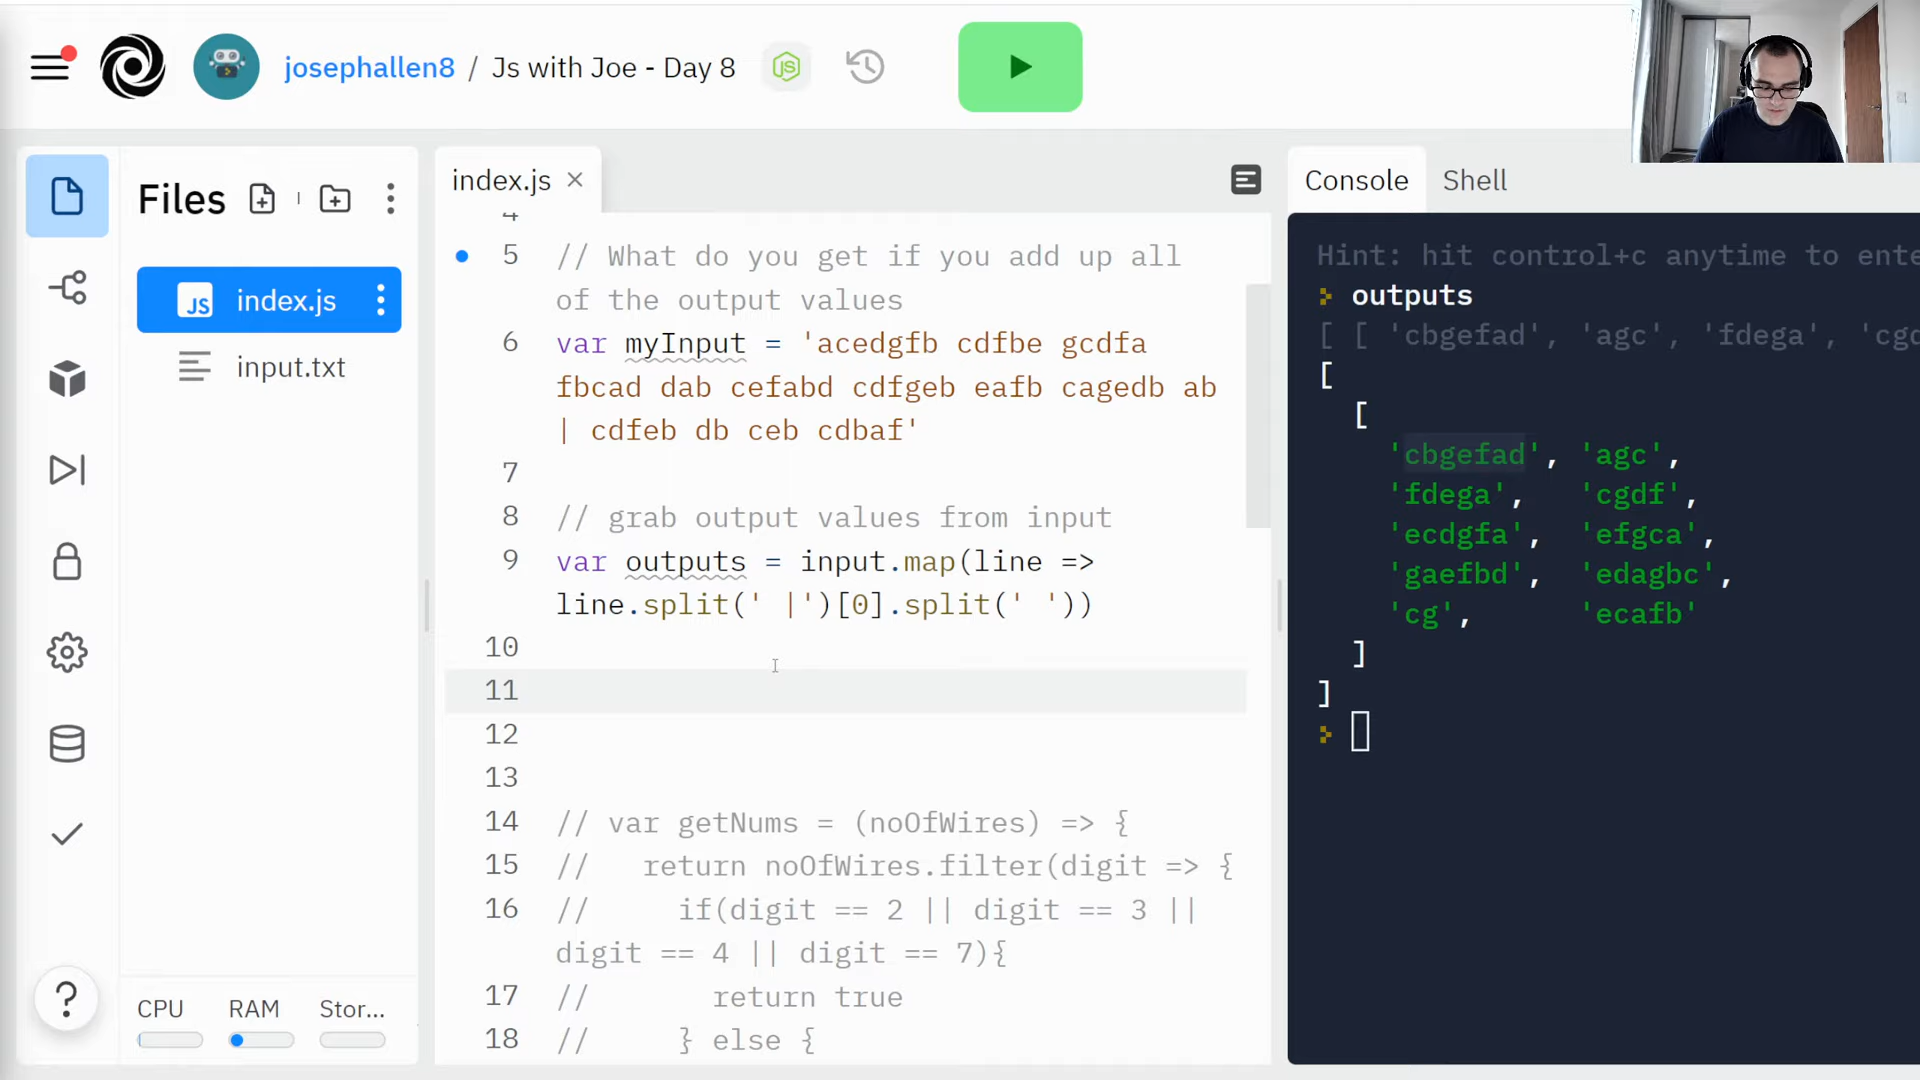 josephallen8 / Js with Joe - Day 8
Files
index.js
input.txt
CPU RAM Stor...
index.js
4
5 // What do you get if you add up all
of the output values
6 var myInput = 'acedgfb cdfbe gcdfa
fbcad dab cefabd cdfgeb eafb cagedb ab
| cdfeb db ceb cdbaf'
7
8 // grab output values from input
9 var outputs = input.map(line =>
line.split(' |')[0].split(' '))
10
11
12
13
14 // var getNums = (noOfWires) => {
15 //   return noOfWires.filter(digit => {
16 //     if(digit == 2 || digit == 3 ||
digit == 4 || digit == 7){
17 //       return true
18 //     } else {
Console Shell
Hint: hit control+c anytime to ente
> outputs
[ [ 'cbgefad', 'agc', 'fdega', 'cgd
[
[
'cbgefad', 'agc',
'fdega', 'cgdf',
'ecdgfa', 'efgca',
'gaefbd', 'edagbc',
'cg', 'ecafb'
]
]
>